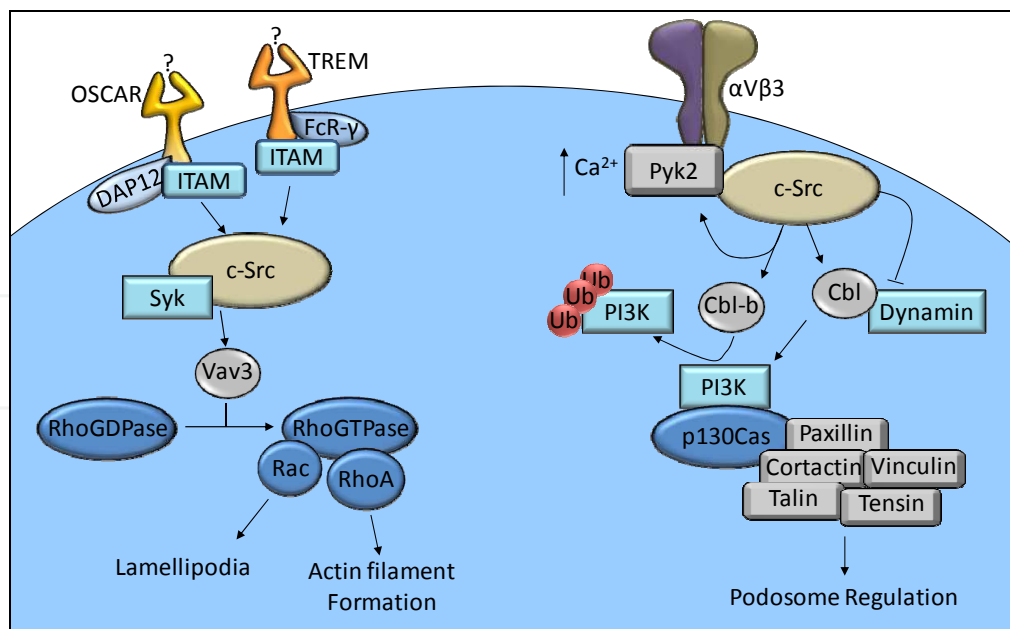 ?
OSCAR
DAP12
ITAM
?
TREM
FcR-γ
ITAM
c-Src
Syk
Vav3
RhoGDPase
RhoGTPase
Rac
RhoA
Lamellipodia
Actin filament
Formation
αVβ3
Ca²⁺
Pyk2
c-Src
Ub
Ub
Ub
PI3K
Cbl-b
Cbl
Dynamin
PI3K
p130Cas
Paxillin
Cortactin
Vinculin
Talin
Tensin
Podosome Regulation